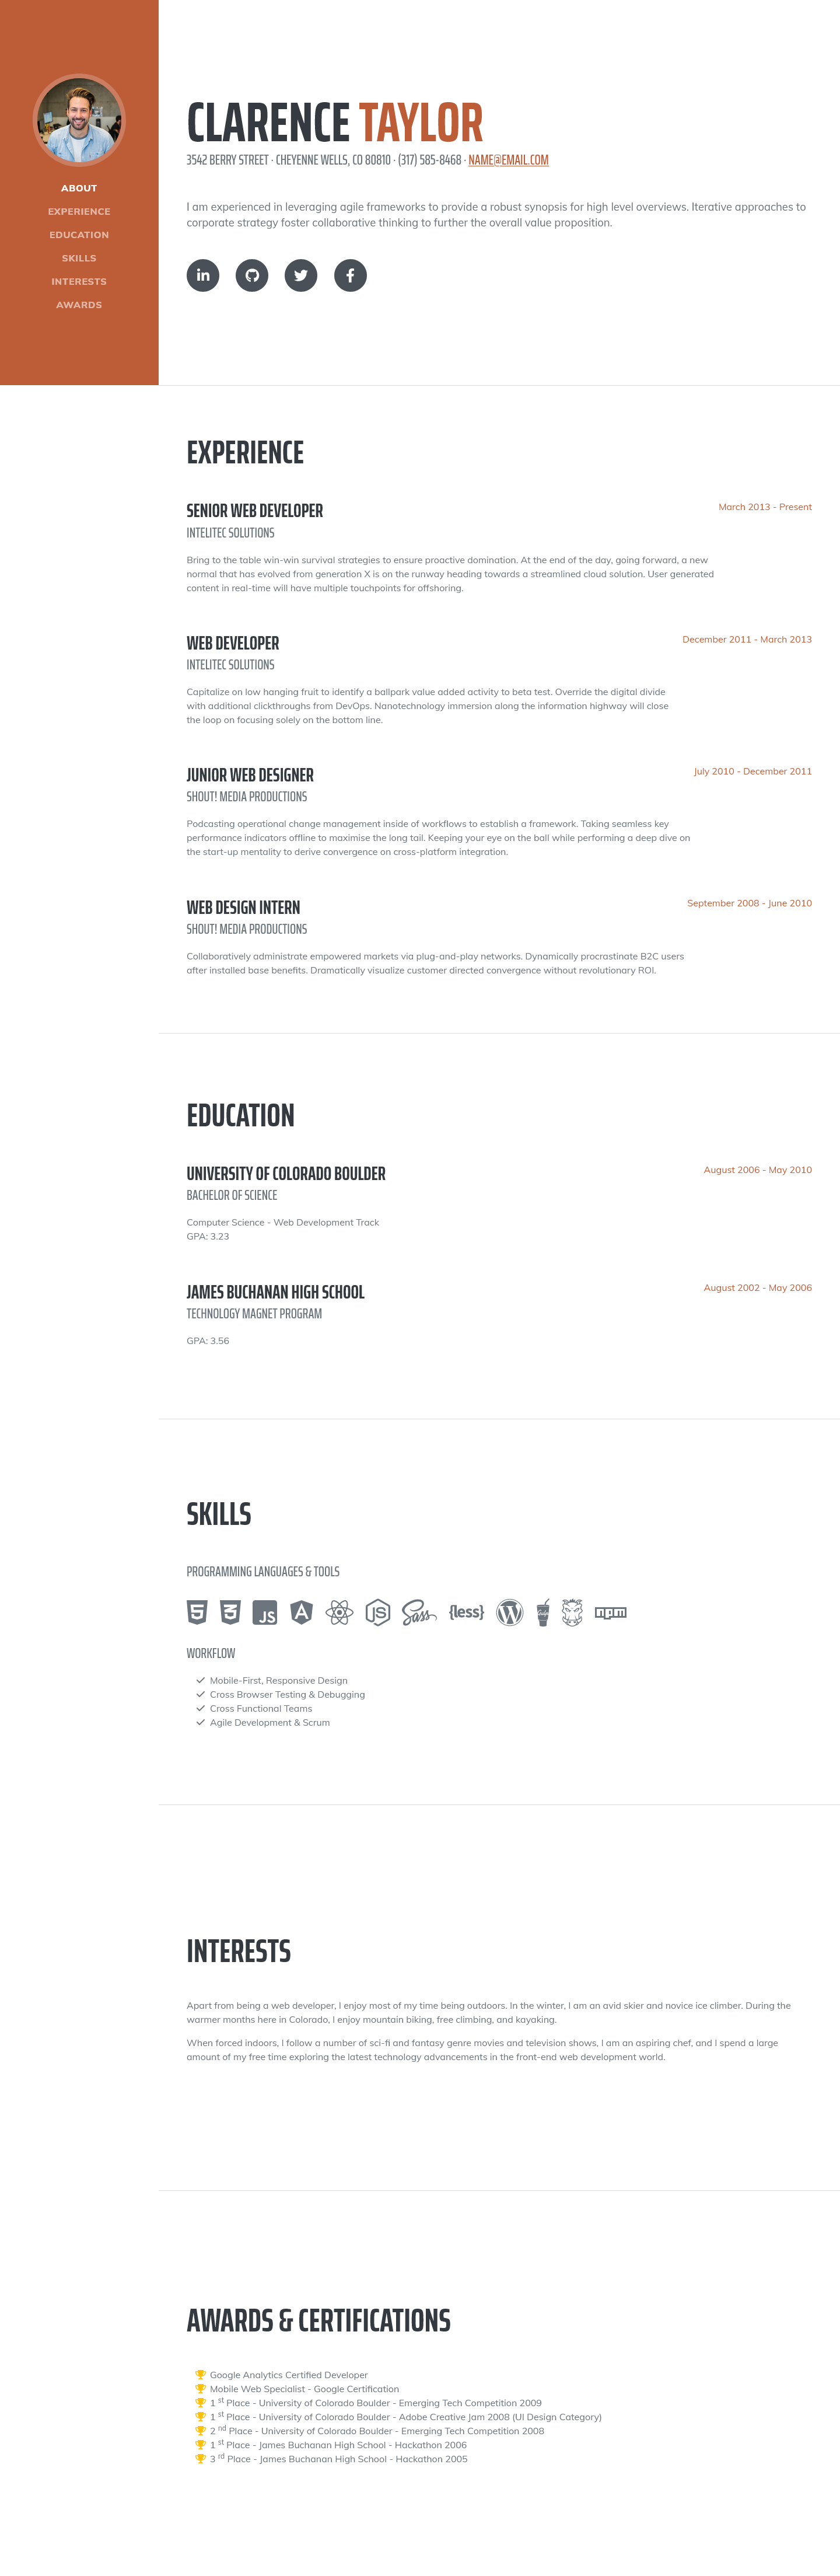 ABOUT
EXPERIENCE
EDUCATION
SKILLS
INTERESTS
AWARDS
CLARENCE TAYLOR
3542 BERRY STREET · CHEYENNE WELLS, CO 80810 · (317) 585-8468 · NAME@EMAIL.COM
I am experienced in leveraging agile frameworks to provide a robust synopsis for high level overviews. Iterative approaches to
corporate strategy foster collaborative thinking to further the overall value proposition.
in
EXPERIENCE
SENIOR WEB DEVELOPER
March 2013 - Present
INTELITEC SOLUTIONS
Bring to the table win-win survival strategies to ensure proactive domination. At the end of the day, going forward, a new
normal that has evolved from generation X is on the runway heading towards a streamlined cloud solution. User generated
content in real-time will have multiple touchpoints for offshoring.
WEB DEVELOPER
December 2011 - March 2013
INTELITEC SOLUTIONS
Capitalize on low hanging fruit to identify a ballpark value added activity to beta test. Override the digital divide
with additional clickthroughs from DevOps. Nanotechnology immersion along the information highway will close
the loop on focusing solely on the bottom line.
JUNIOR WEB DESIGNER
July 2010 - December 2011
SHOUT! MEDIA PRODUCTIONS
Podcasting operational change management inside of workflows to establish a framework. Taking seamless key
performance indicators offline to maximise the long tail. Keeping your eye on the ball while performing a deep dive on
the start-up mentality to derive convergence on cross-platform integration.
WEB DESIGN INTERN
September 2008 - June 2010
SHOUT! MEDIA PRODUCTIONS
Collaboratively administrate empowered markets via plug-and-play networks. Dynamically procrastinate B2C users
after installed base benefits. Dramatically visualize customer directed convergence without revolutionary ROI.
EDUCATION
UNIVERSITY OF COLORADO BOULDER
August 2006 - May 2010
BACHELOR OF SCIENCE
Computer Science - Web Development Track
GPA: 3.23
JAMES BUCHANAN HIGH SCHOOL
August 2002 - May 2006
TECHNOLOGY MAGNET PROGRAM
GPA: 3.56
SKILLS
PROGRAMMING LANGUAGES & TOOLS
5 3 JS A JS Sass {less} W Gulp npm
WORKFLOW
Mobile-First, Responsive Design
Cross Browser Testing & Debugging
Cross Functional Teams
Agile Development & Scrum
INTERESTS
Apart from being a web developer, I enjoy most of my time being outdoors. In the winter, I am an avid skier and novice ice climber. During the
warmer months here in Colorado, I enjoy mountain biking, free climbing, and kayaking.
When forced indoors, I follow a number of sci-fi and fantasy genre movies and television shows, I am an aspiring chef, and I spend a large
amount of my free time exploring the latest technology advancements in the front-end web development world.
AWARDS & CERTIFICATIONS
Google Analytics Certified Developer
Mobile Web Specialist - Google Certification
1 st Place - University of Colorado Boulder - Emerging Tech Competition 2009
1 st Place - University of Colorado Boulder - Adobe Creative Jam 2008 (UI Design Category)
2 nd Place - University of Colorado Boulder - Emerging Tech Competition 2008
1 st Place - James Buchanan High School - Hackathon 2006
3 rd Place - James Buchanan High School - Hackathon 2005